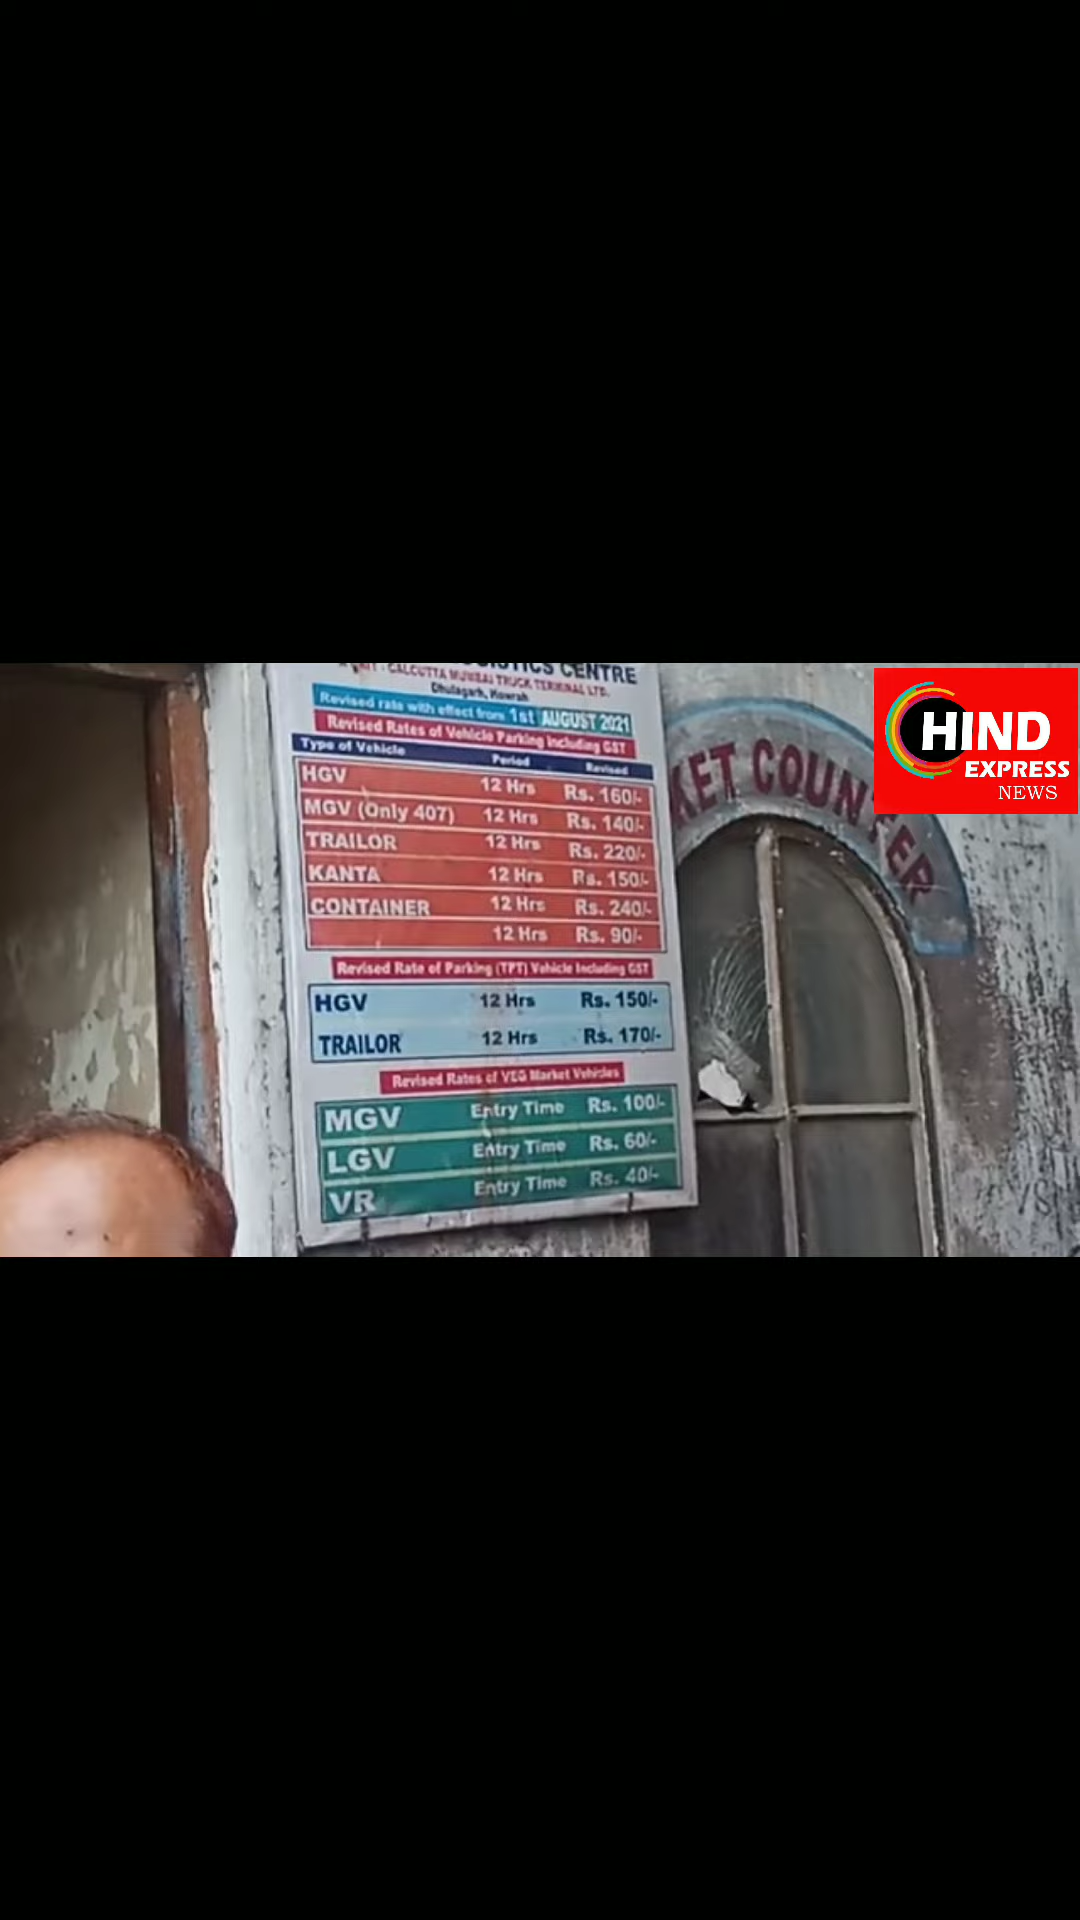 LOGISTICS CENTRE
UNIT : CALCUTTA MUMBAI TRUCK TERMINAL LTD.
Dhulagarh, Howrah
Revised rate with effect from 1st AUGUST 2021
Revised Rates of Vehicle Parking Including GST
Type of Vehicle Period Revised
HGV 12 Hrs Rs. 160/-
MGV (Only 407) 12 Hrs Rs. 140/-
TRAILOR 12 Hrs Rs. 220/-
KANTA 12 Hrs Rs. 150/-
CONTAINER 12 Hrs Rs. 240/-
12 Hrs Rs. 90/-
Revised Rate of Parking (TPT) Vehicle Including GST
HGV 12 Hrs Rs. 150/-
TRAILOR 12 Hrs Rs. 170/-
Revised Rates of VEG Market Vehicles
MGV Entry Time Rs. 100/-
LGV Entry Time Rs. 60/-
VR Entry Time Rs. 40/-
KET COUNTER
HIND
EXPRESS
NEWS